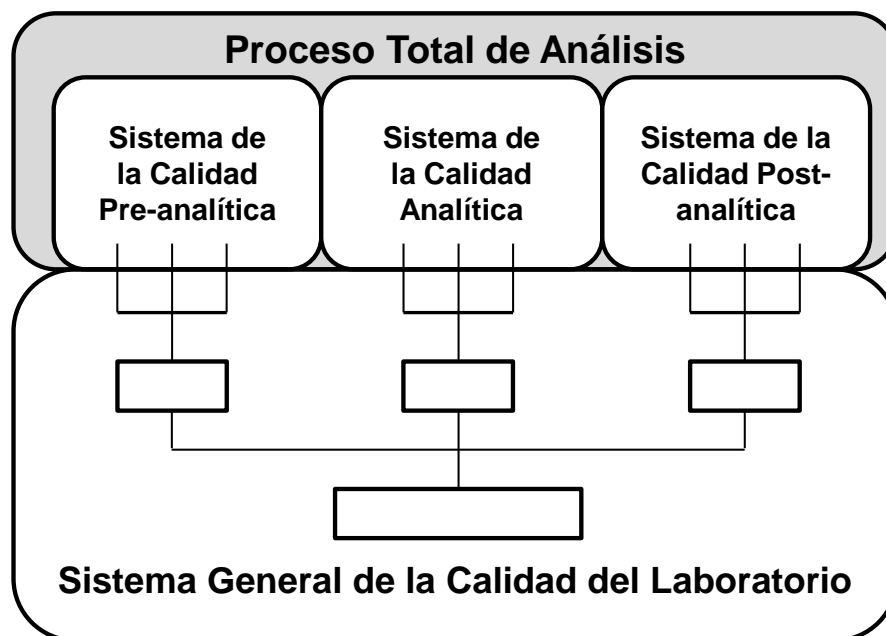 Proceso Total de Análisis
Sistema de
la Calidad
Pre-analítica
Sistema de
la Calidad
Analítica
Sistema de la
Calidad Post-
analítica
Sistema General de la Calidad del Laboratorio